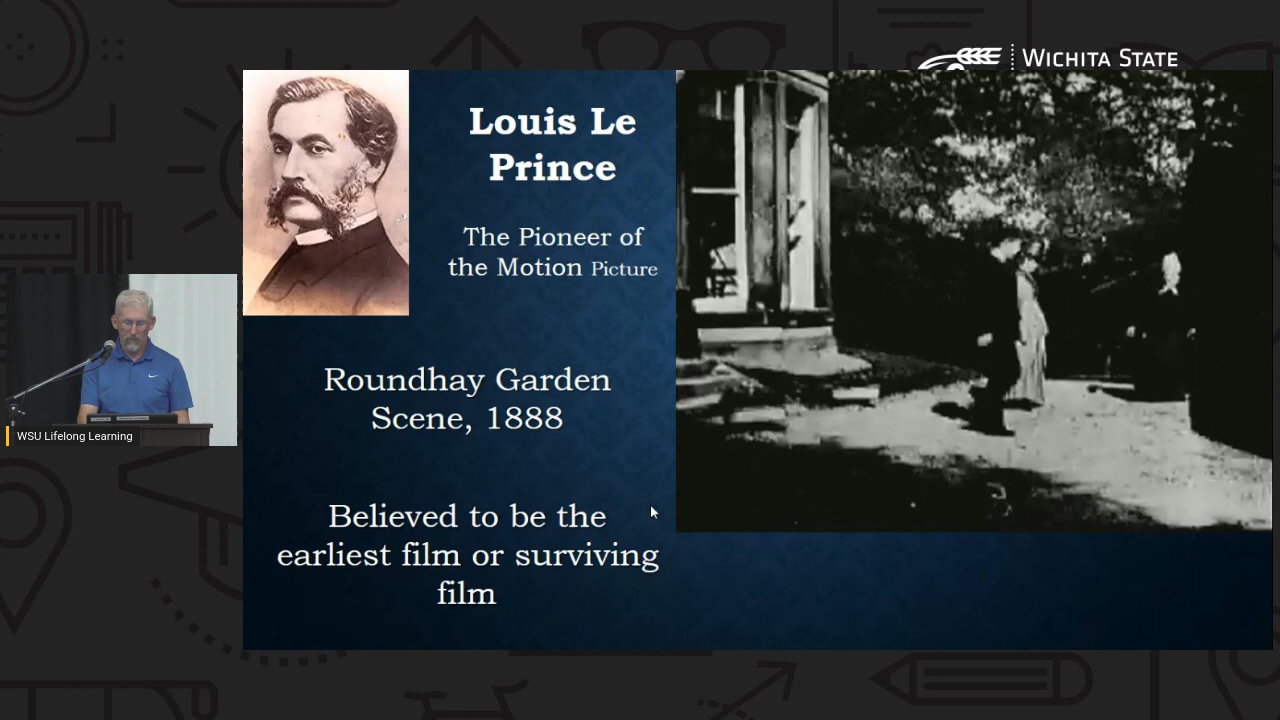 WICHITA STATE
Louis Le
Prince
The Pioneer of
the Motion Picture
Roundhay Garden
Scene, 1888
Believed to be the
earliest film or surviving
film
WSU Lifelong Learning